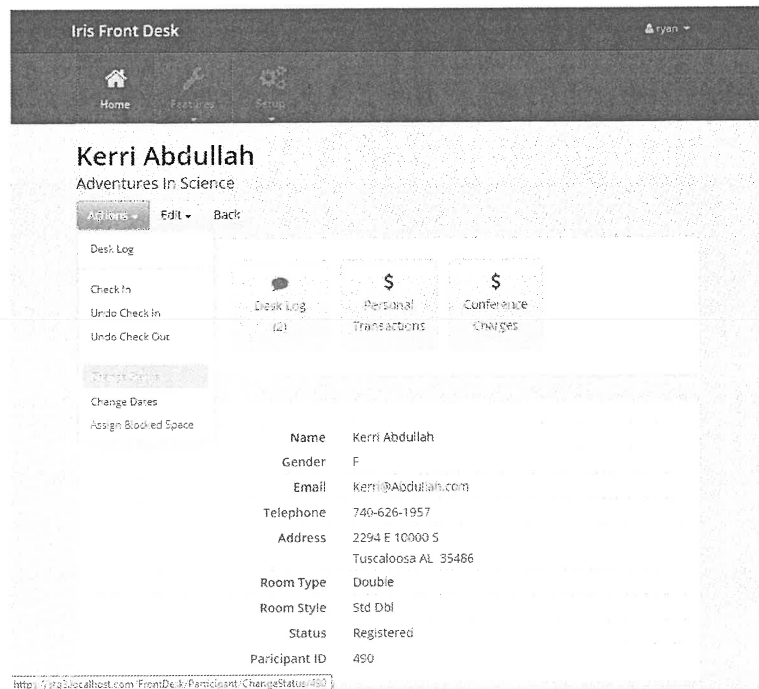 Iris Front Desk
ryan
Home
Features
Setup
Kerri Abdullah
Adventures in Science
Actions Edit Back
Desk Log
Check In
Undo Check In
Undo Check Out
Change Dates
Assign Blocked Space
Desk Log
(2)
$
Personal
Transactions
$
Conference
Charges
Name Kerri Abdullah
Gender F
Email Kerri@Abdullah.com
Telephone 740-626-1957
Address 2294 E 10000 S
Tuscaloosa AL 35486
Room Type Double
Room Style Std Dbl
Status Registered
Paricipant ID 490